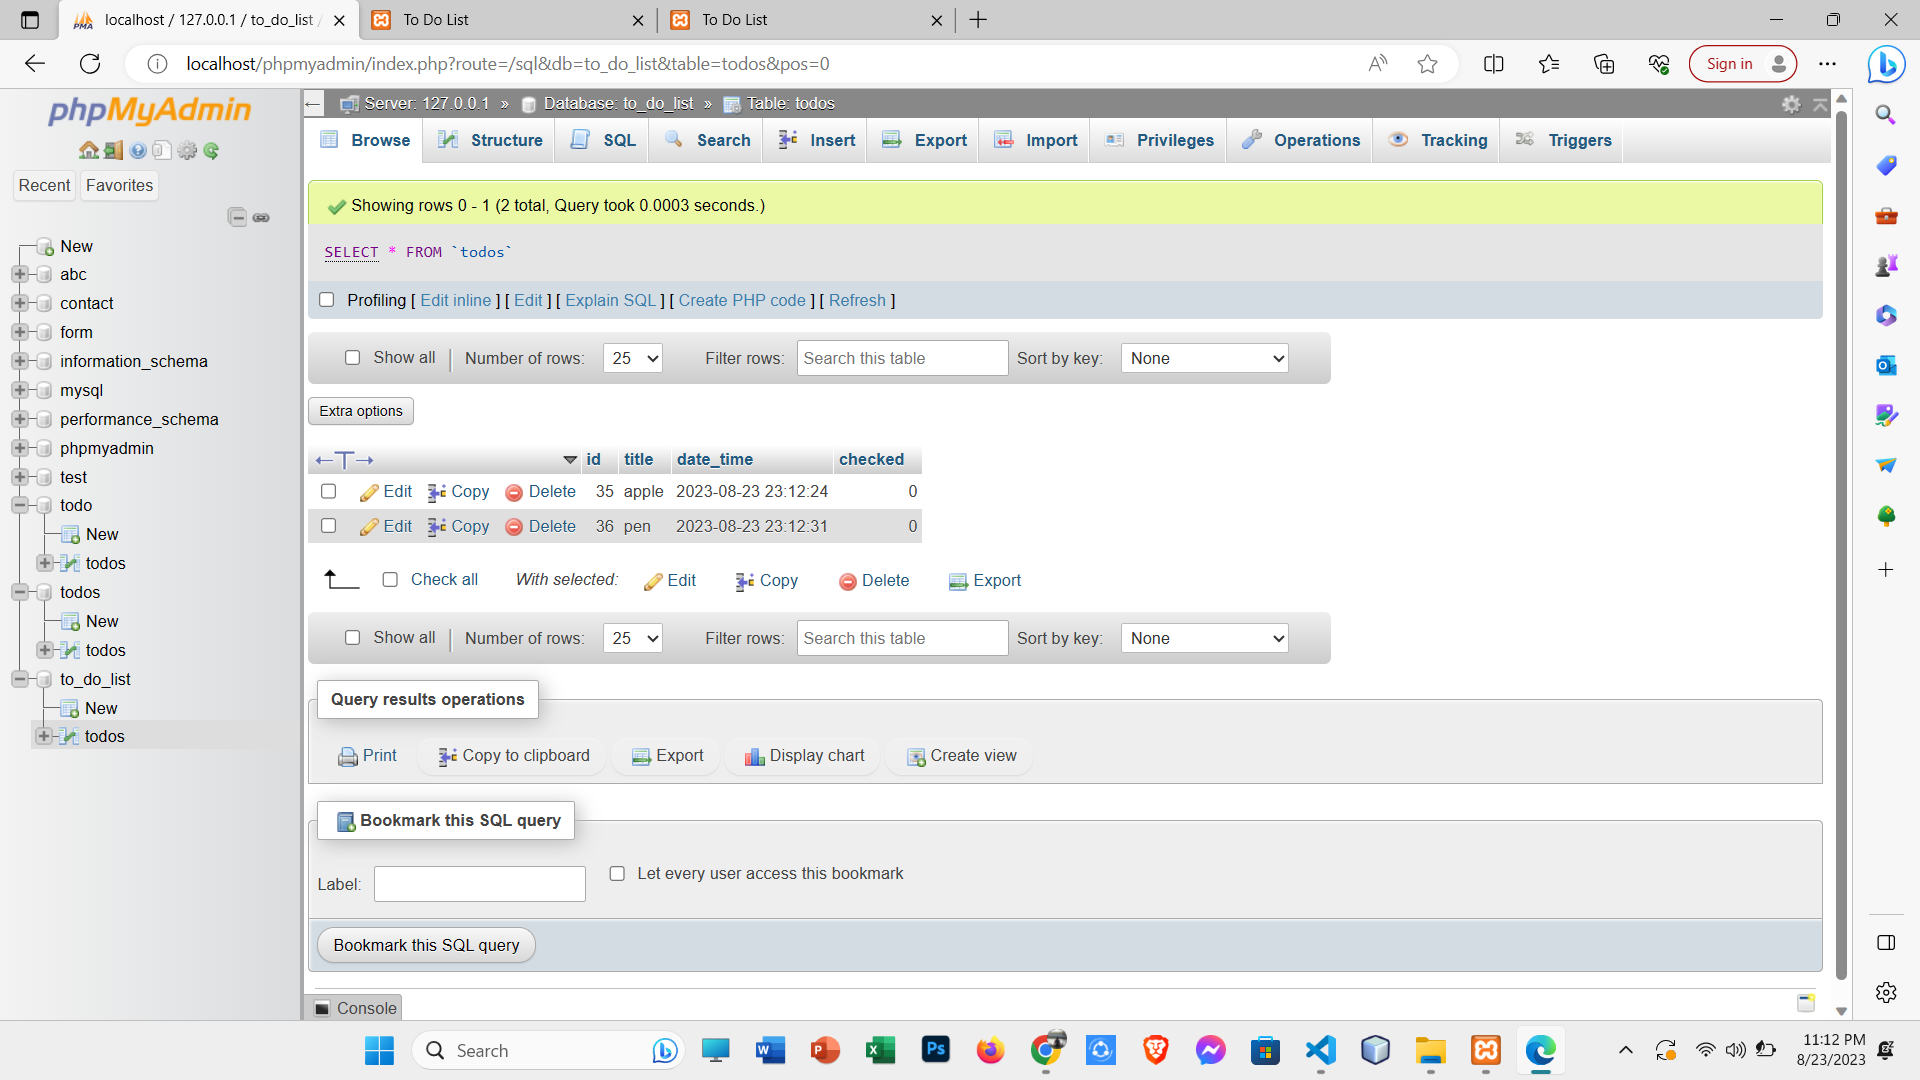 localhost / 127.0.0.1 / to_do_list /
To Do List
To Do List
localhost/phpmyadmin/index.php?route=/sql&db=to_do_list&table=todos&pos=0
Sign in
phpMyAdmin
Recent
Favorites
New
abc
contact
form
information_schema
mysql
performance_schema
phpmyadmin
test
todo
New
todos
todos
New
todos
to_do_list
New
todos
Server: 127.0.0.1 » Database: to_do_list » Table: todos
Browse Structure SQL Search Insert Export Import Privileges Operations Tracking Triggers
Showing rows 0 - 1 (2 total, Query took 0.0003 seconds.)
SELECT * FROM `todos`
Profiling [ Edit inline ] [ Edit ] [ Explain SQL ] [ Create PHP code ] [ Refresh ]
Show all Number of rows: 25 Filter rows: Search this table Sort by key: None
Extra options
id title date_time checked
Edit Copy Delete 35 apple 2023-08-23 23:12:24 0
Edit Copy Delete 36 pen 2023-08-23 23:12:31 0
Check all With selected: Edit Copy Delete Export
Show all Number of rows: 25 Filter rows: Search this table Sort by key: None
Query results operations
Print Copy to clipboard Export Display chart Create view
Bookmark this SQL query
Label: Let every user access this bookmark
Bookmark this SQL query
Console
Search
11:12 PM
8/23/2023